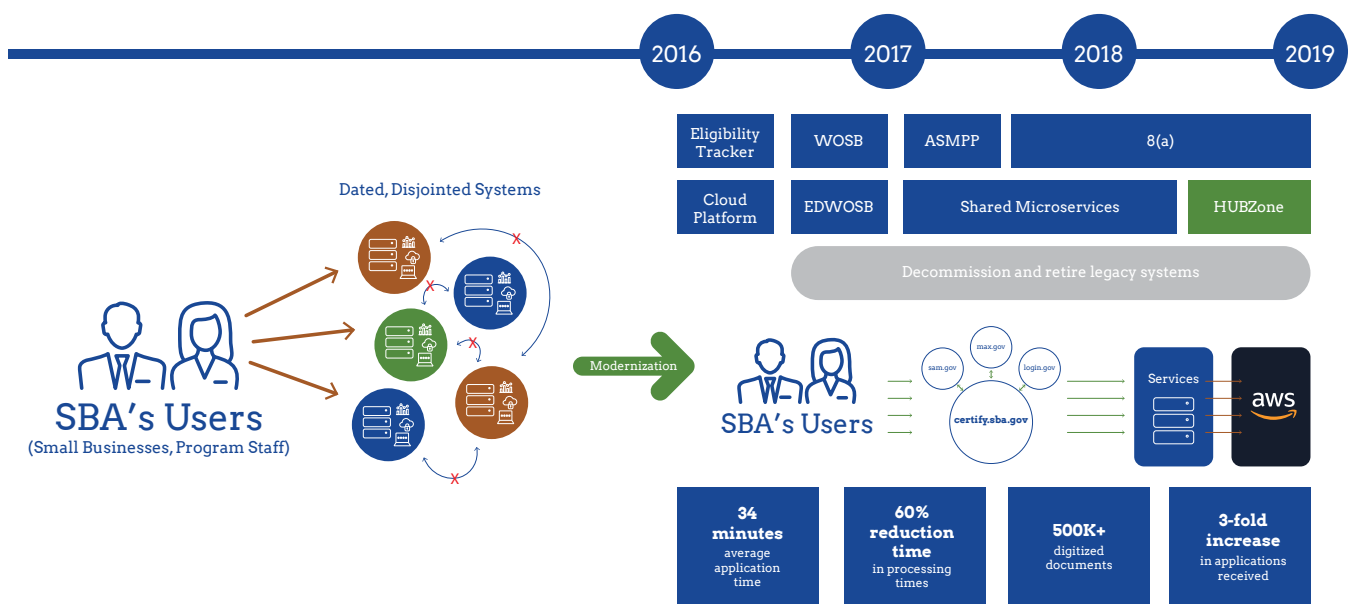 2016
2017
2018
2019
Eligibility
Tracker
WOSB
ASMPP
8(a)
Cloud
Platform
EDWOSB
Shared Microservices
HUBZone
Decommission and retire legacy systems
Dated, Disjointed Systems
X
X
X
X
SBA's Users
(Small Businesses, Program Staff)
Modernization
SBA's Users
sam.gov
max.gov
login.gov
certify.sba.gov
Services
aws
34
minutes
average
application
time
60%
reduction
time
in processing
times
500K+
digitized
documents
3-fold
increase
in applications
received